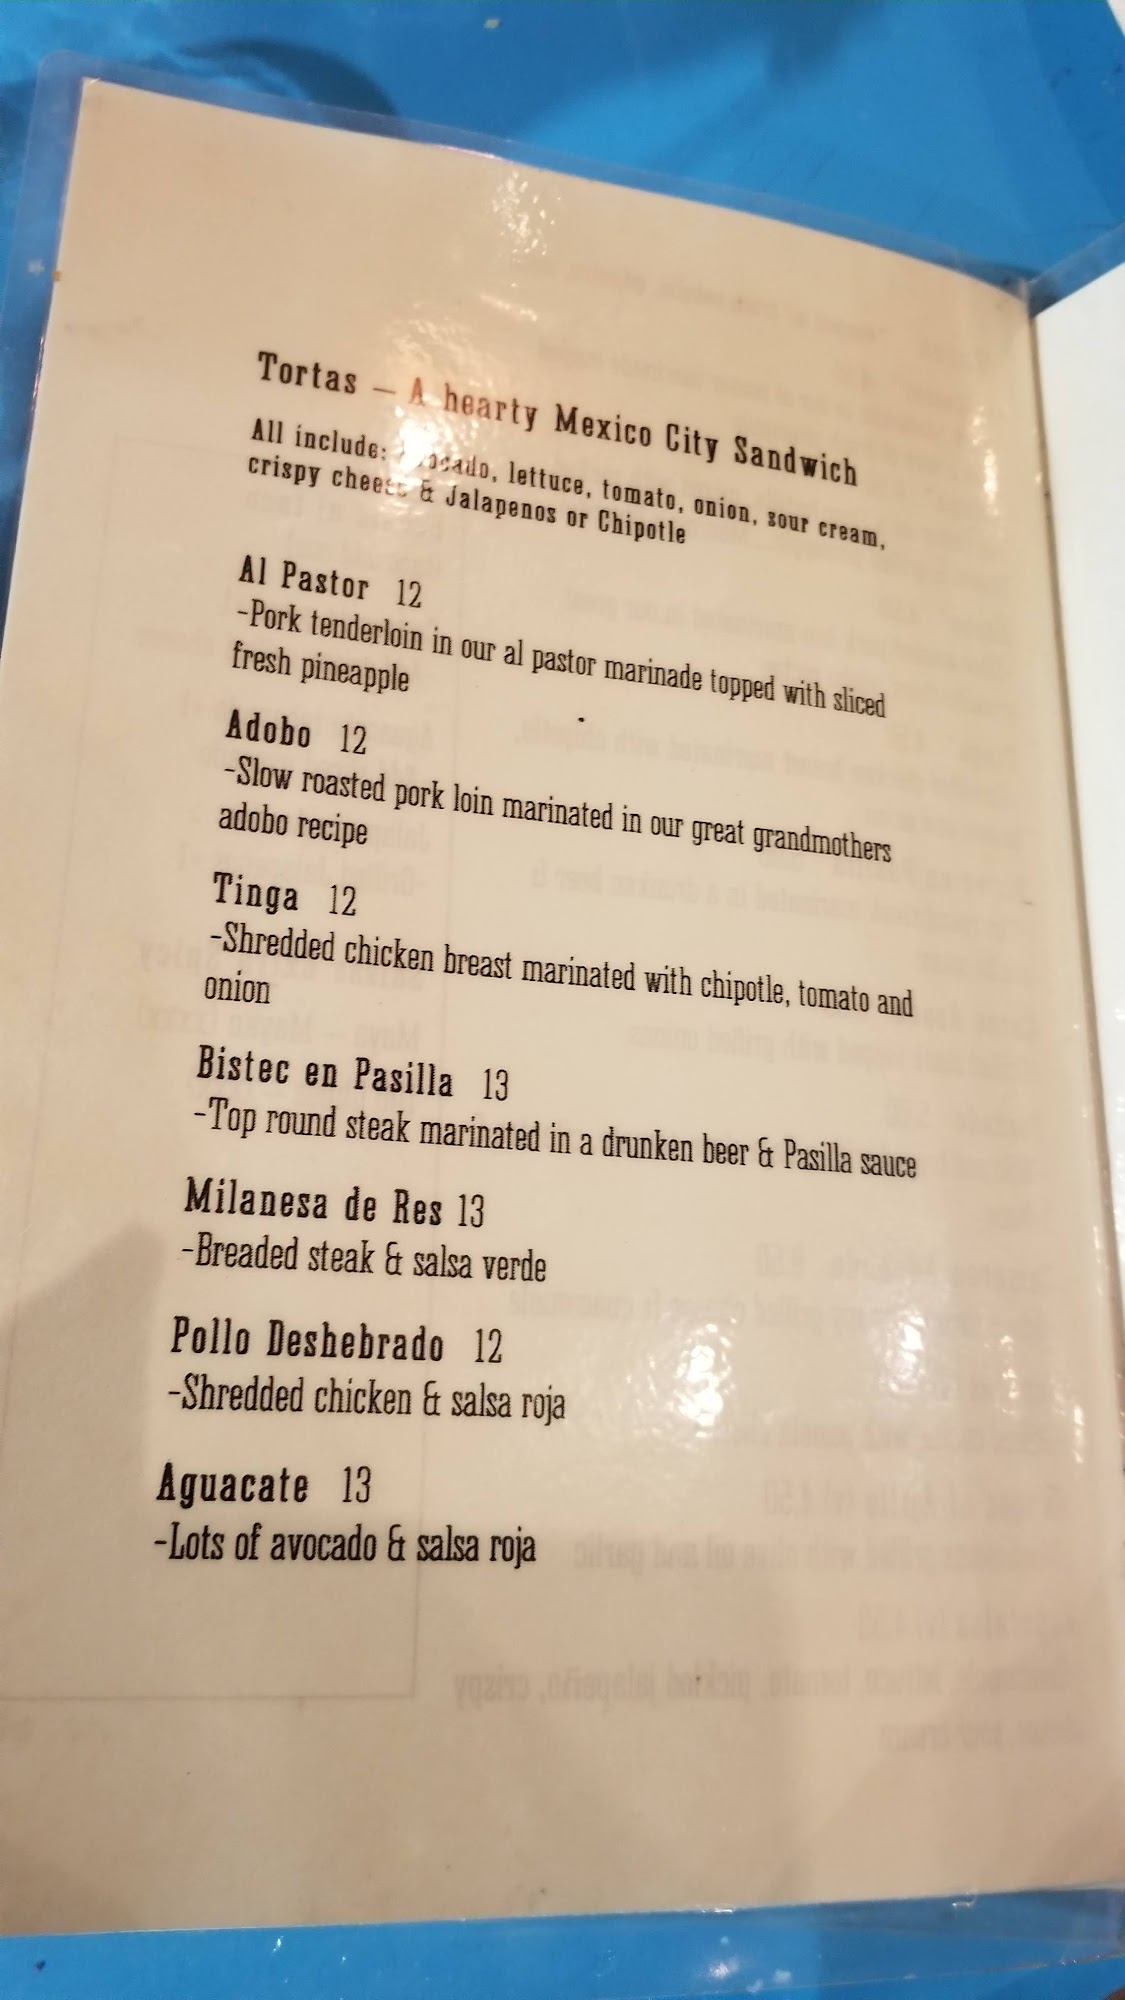 Tortas – A hearty Mexico City Sandwich
All include: Avocado, lettuce, tomato, onion, sour cream,
crispy cheese & Jalapenos or Chipotle
Al Pastor 12
-Pork tenderloin in our al pastor marinade topped with sliced
fresh pineapple
Adobo 12
-Slow roasted pork loin marinated in our great grandmothers
adobo recipe
Tinga 12
-Shredded chicken breast marinated with chipotle, tomato and
onion
Bistec en Pasilla 13
-Top round steak marinated in a drunken beer & Pasilla sauce
Milanesa de Res 13
-Breaded steak & salsa verde
Pollo Deshebrado 12
-Shredded chicken & salsa roja
Aguacate 13
-Lots of avocado & salsa roja